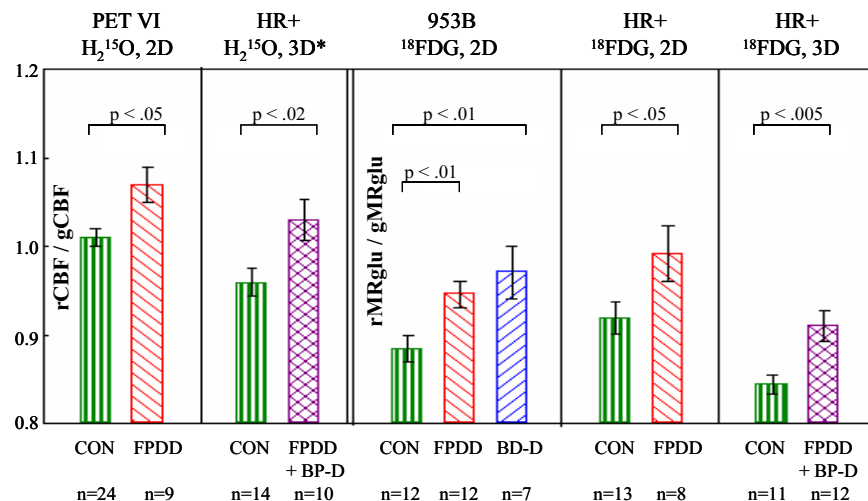 PET VI
H₂¹⁵O, 2D
HR+
H₂¹⁵O, 3D*
953B
¹⁸FDG, 2D
HR+
¹⁸FDG, 2D
HR+
¹⁸FDG, 3D
1.2
1.1
1.0
0.9
0.8
rCBF / gCBF
rMRglu / gMRglu
p < .05
p < .02
p < .01
p < .01
p < .05
p < .005
CON FPDD
n=24 n=9
CON FPDD
+ BP-D
n=14 n=10
CON FPDD BD-D
n=12 n=12 n=7
CON FPDD
n=13 n=8
CON FPDD
+ BP-D
n=11 n=12